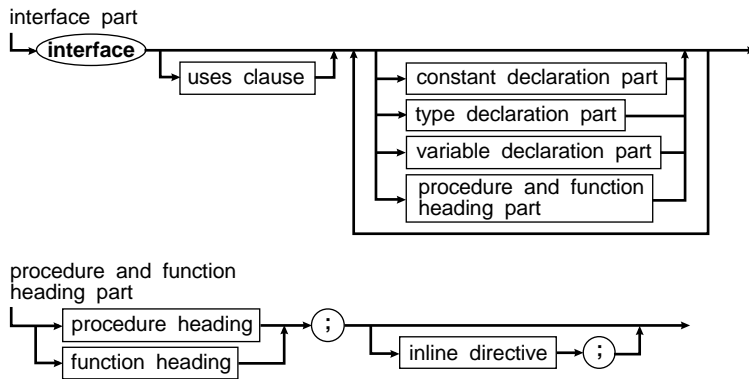 interface part
interface
uses clause
constant declaration part
type declaration part
variable declaration part
procedure and function
heading part
procedure and function
heading part
procedure heading
;
function heading
inline directive
;